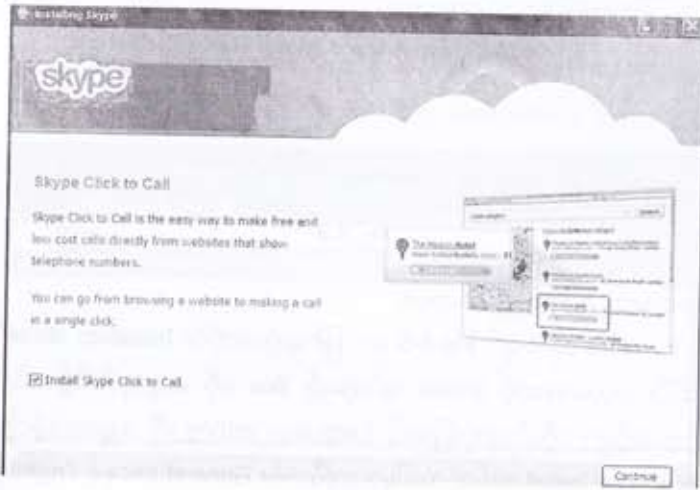 Installing Skype
skype
Skype Click to Call
Skype Click to Call is the easy way to make free and
low cost calls directly from websites that show
telephone numbers.
You can go from browsing a website to making a call
in a single click.
Install Skype Click to Call
Search
Continue